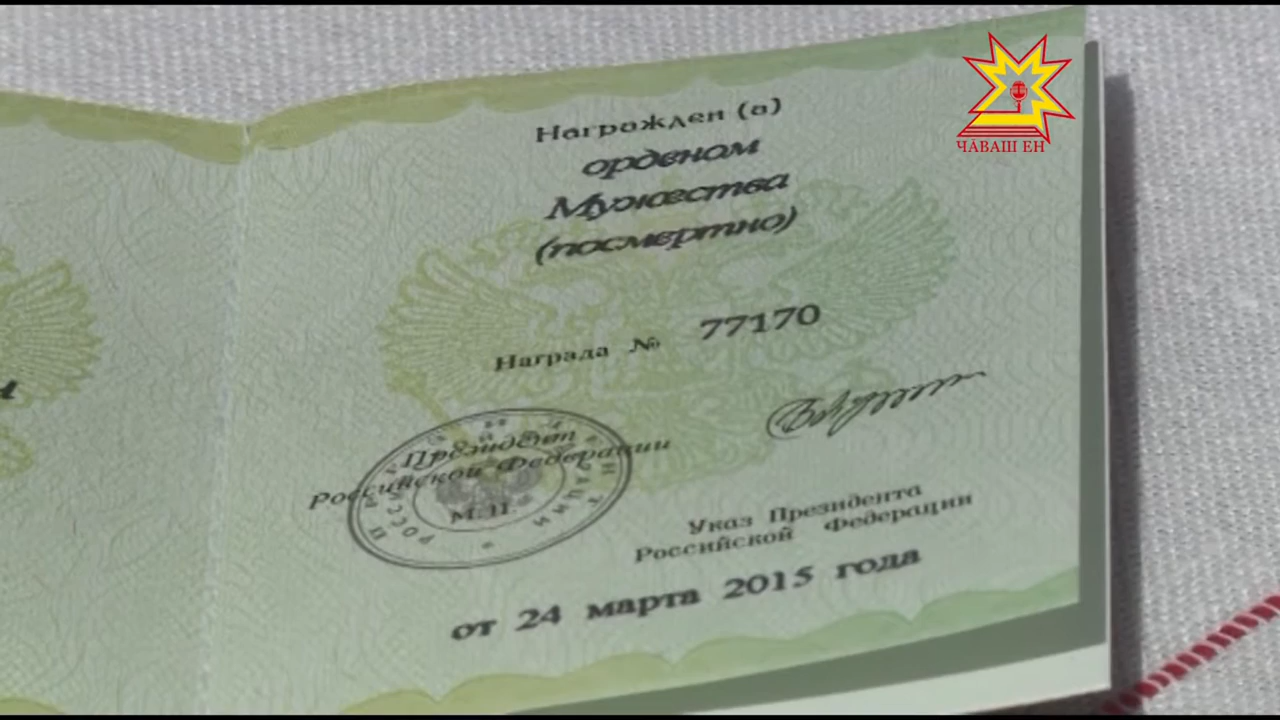 ЧӐВАШ ЕН
Награжден (а)
орденом
Мужества
(посмертно)
Награда № 77170
Президент
Российской Федерации
М.П.
Указ Президента
Российской Федерации
от 24 марта 2015 года